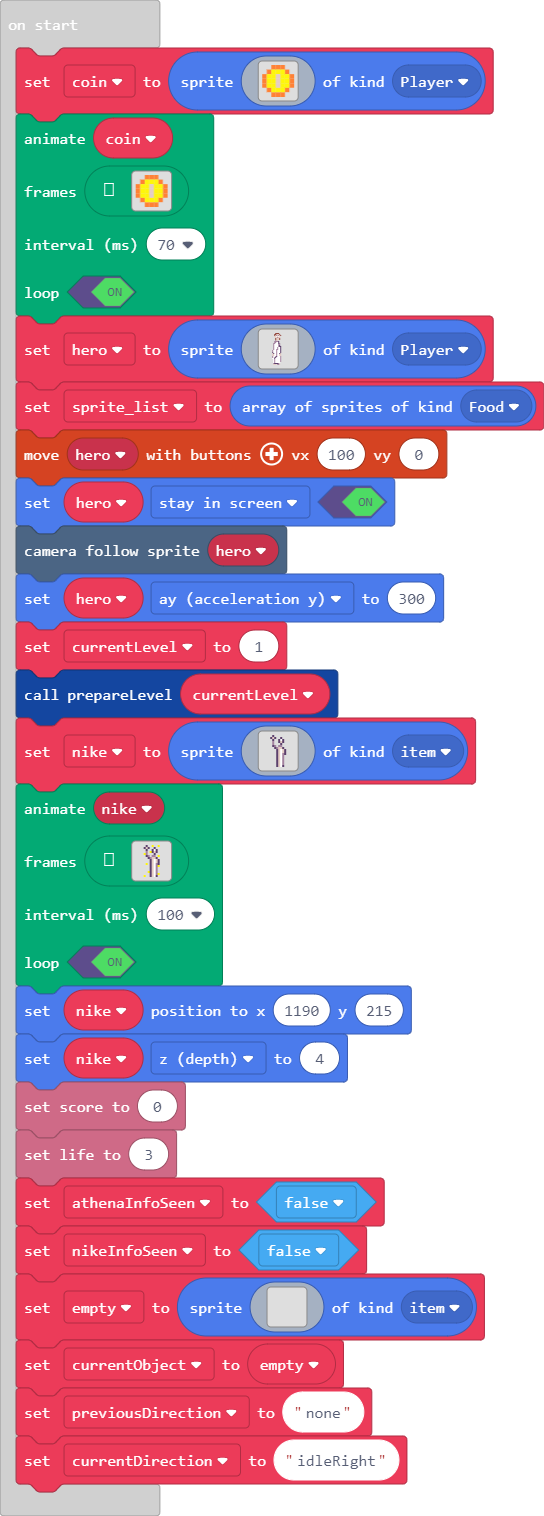 on start
set coin to sprite of kind Player
animate coin
frames
interval (ms) 70
loop ON
set hero to sprite of kind Player
set sprite_list to array of sprites of kind Food
move hero with buttons vx 100 vy 0
set hero stay in screen ON
camera follow sprite hero
set hero ay (acceleration y) to 300
set currentLevel to 1
call prepareLevel currentLevel
set nike to sprite of kind item
animate nike
frames
interval (ms) 100
loop ON
set nike position to x 1190 y 215
set nike z (depth) to 4
set score to 0
set life to 3
set athenaInfoSeen to false
set nikeInfoSeen to false
set empty to sprite of kind item
set currentObject to empty
set previousDirection to "none"
set currentDirection to "idleRight"